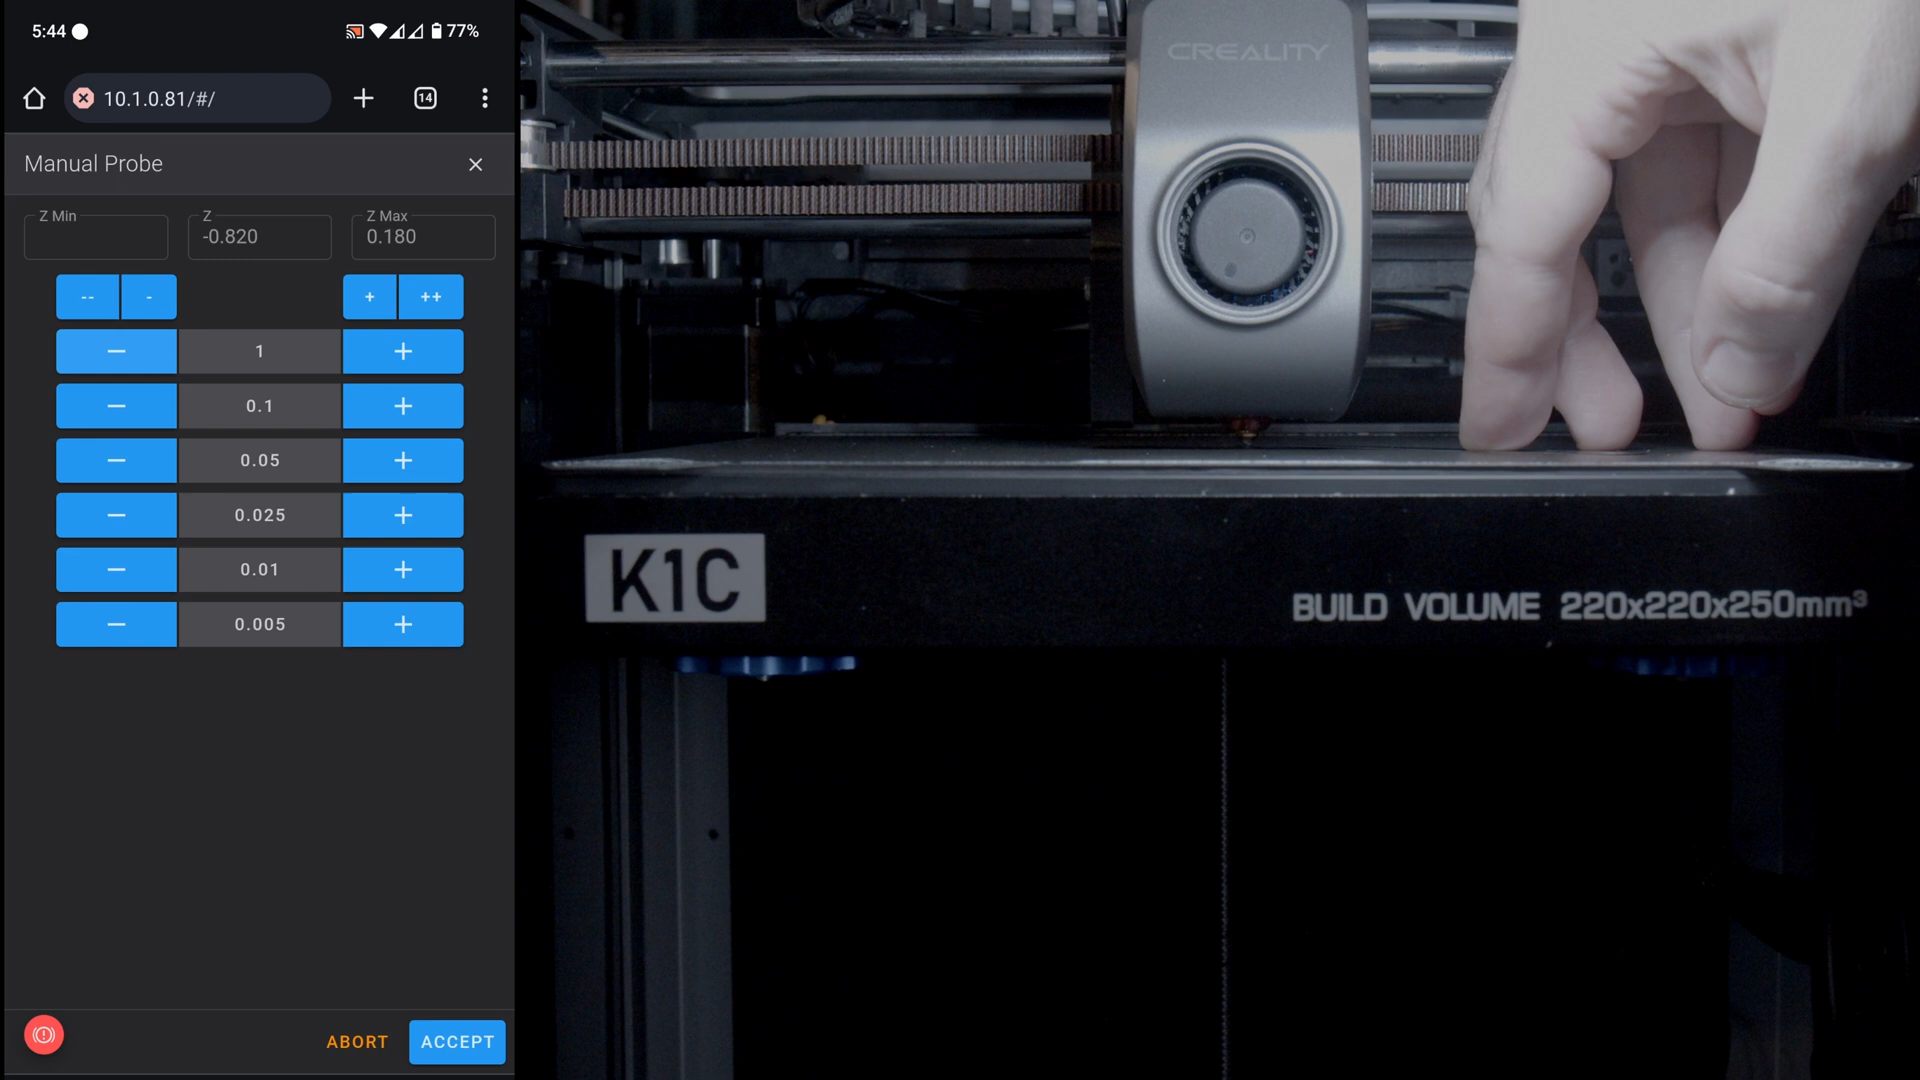 5:44
77%
10.1.0.81/#/
14
Manual Probe
Z Min
Z
Z Max
-0.820
0.180
--
-
+
++
1
0.1
0.05
0.025
0.01
0.005
ABORT
ACCEPT
CREALITY
K1C
BUILD VOLUME 220x220x250mm³